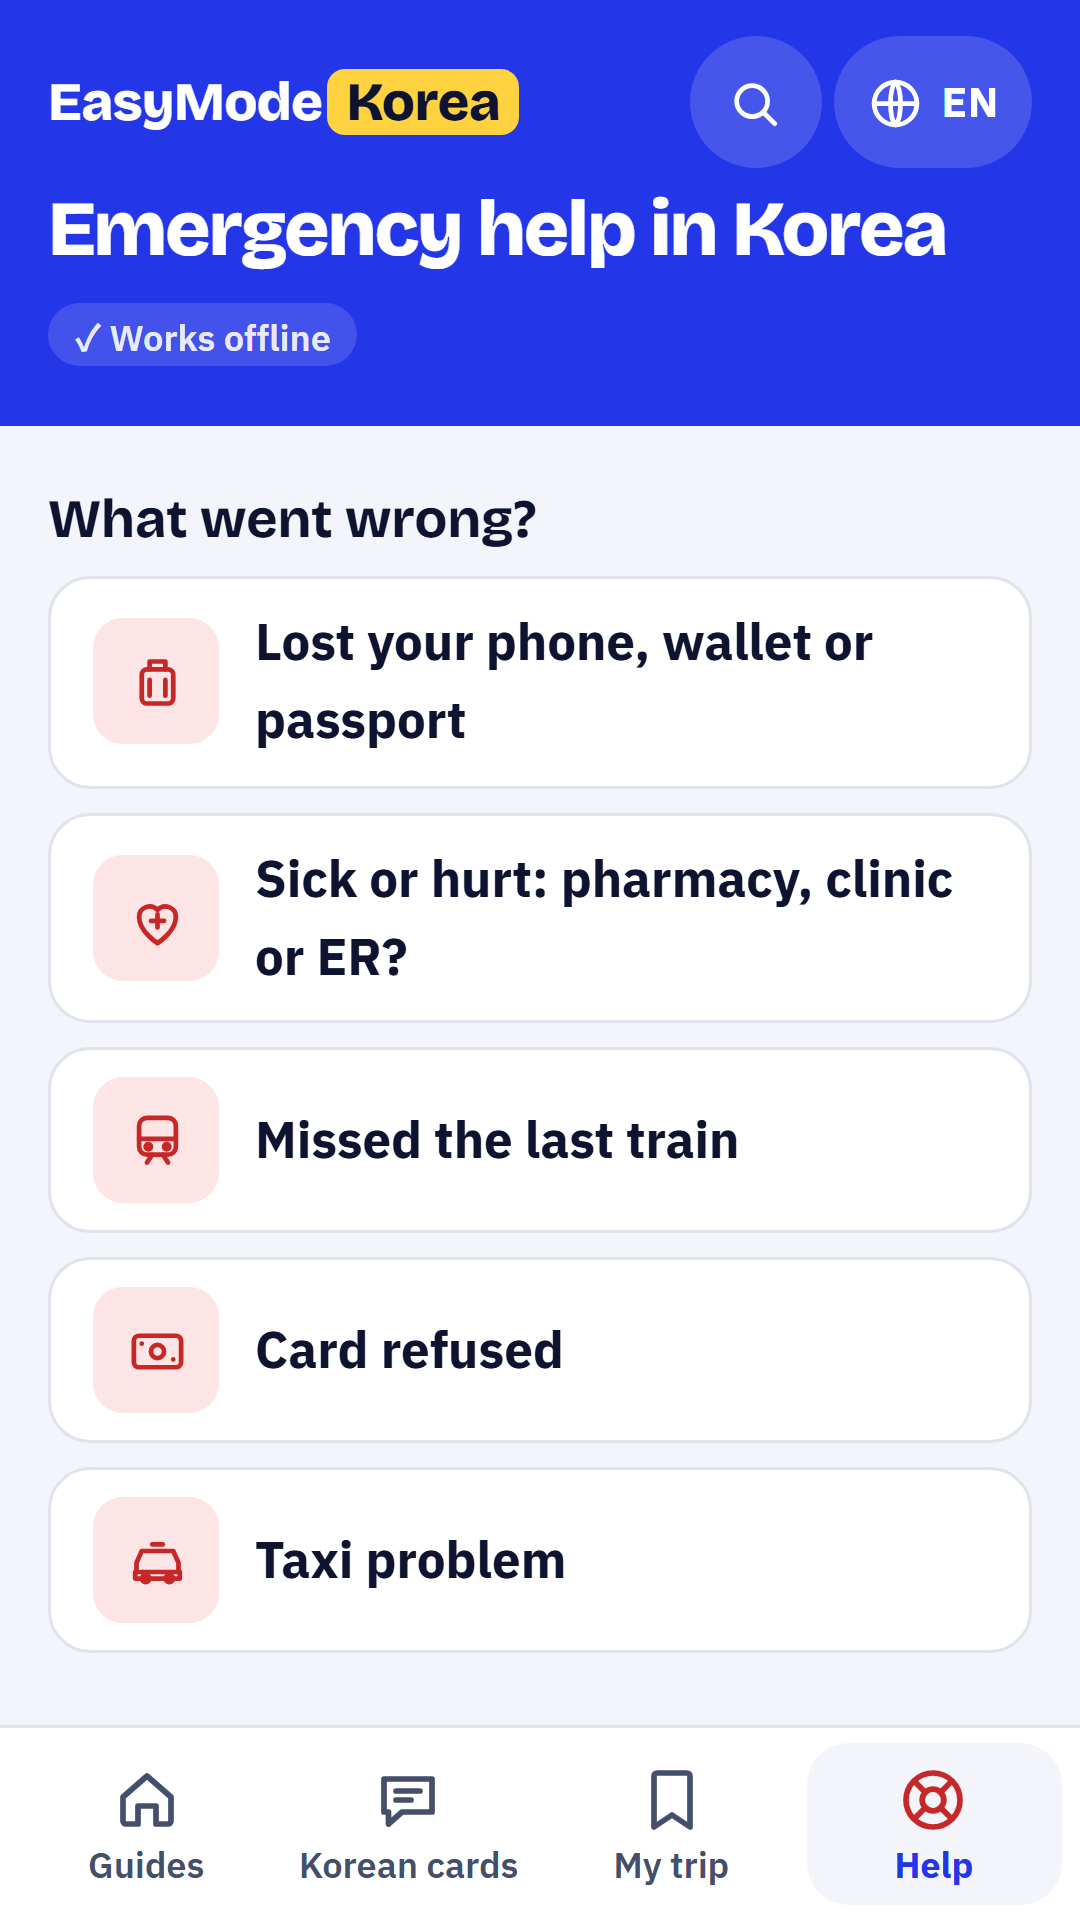 EasyMode Korea
EN
Emergency help in Korea
✓ Works offline
What went wrong?
Lost your phone, wallet or
passport
Sick or hurt: pharmacy, clinic
or ER?
Missed the last train
Card refused
Taxi problem
Guides
Korean cards
My trip
Help